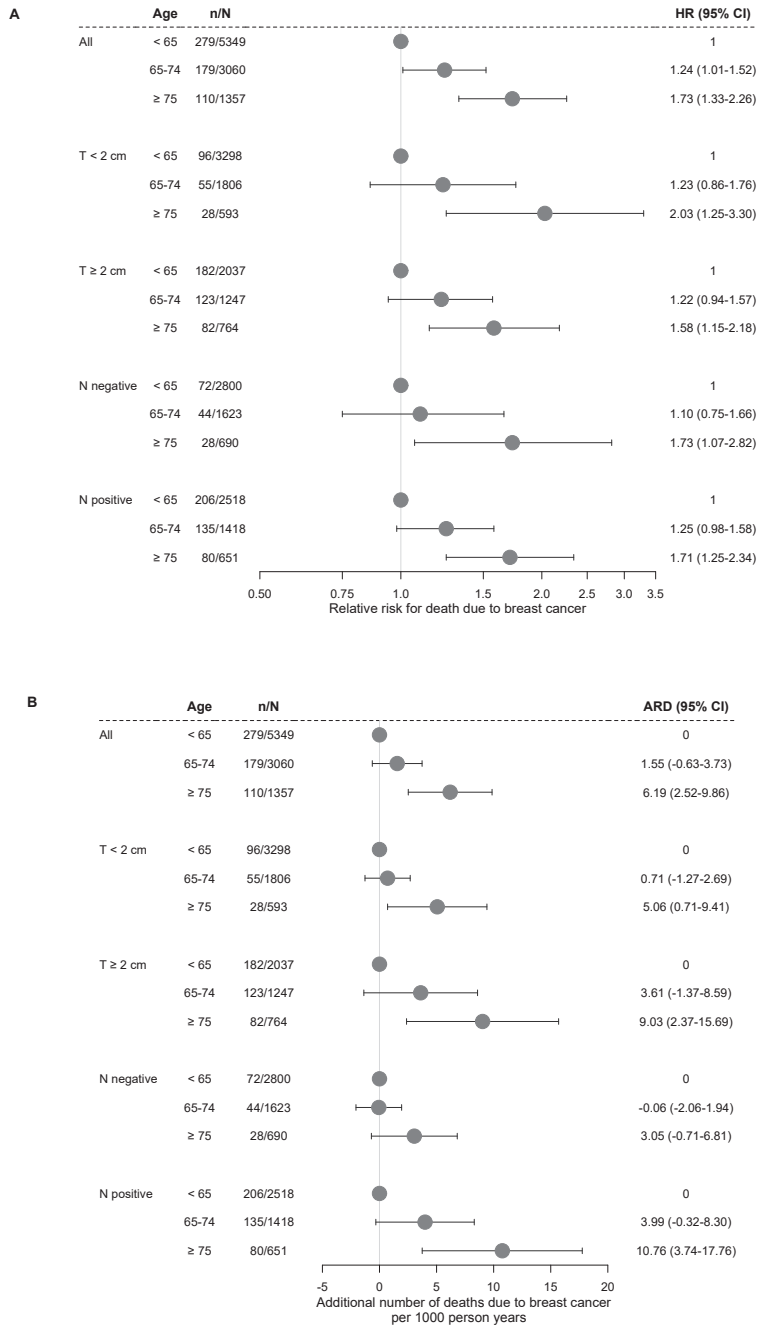 A
Age n/N HR (95% CI)
All < 65 279/5349 1
65-74 179/3060 1.24 (1.01-1.52)
≥ 75 110/1357 1.73 (1.33-2.26)
T < 2 cm < 65 96/3298 1
65-74 55/1806 1.23 (0.86-1.76)
≥ 75 28/593 2.03 (1.25-3.30)
T ≥ 2 cm < 65 182/2037 1
65-74 123/1247 1.22 (0.94-1.57)
≥ 75 82/764 1.58 (1.15-2.18)
N negative < 65 72/2800 1
65-74 44/1623 1.10 (0.75-1.66)
≥ 75 28/690 1.73 (1.07-2.82)
N positive < 65 206/2518 1
65-74 135/1418 1.25 (0.98-1.58)
≥ 75 80/651 1.71 (1.25-2.34)
0.50 0.75 1.0 1.5 2.0 2.5 3.0 3.5
Relative risk for death due to breast cancer
B
Age n/N ARD (95% CI)
All < 65 279/5349 0
65-74 179/3060 1.55 (-0.63-3.73)
≥ 75 110/1357 6.19 (2.52-9.86)
T < 2 cm < 65 96/3298 0
65-74 55/1806 0.71 (-1.27-2.69)
≥ 75 28/593 5.06 (0.71-9.41)
T ≥ 2 cm < 65 182/2037 0
65-74 123/1247 3.61 (-1.37-8.59)
≥ 75 82/764 9.03 (2.37-15.69)
N negative < 65 72/2800 0
65-74 44/1623 -0.06 (-2.06-1.94)
≥ 75 28/690 3.05 (-0.71-6.81)
N positive < 65 206/2518 0
65-74 135/1418 3.99 (-0.32-8.30)
≥ 75 80/651 10.76 (3.74-17.76)
-5 0 5 10 15 20
Additional number of deaths due to breast cancer
per 1000 person years